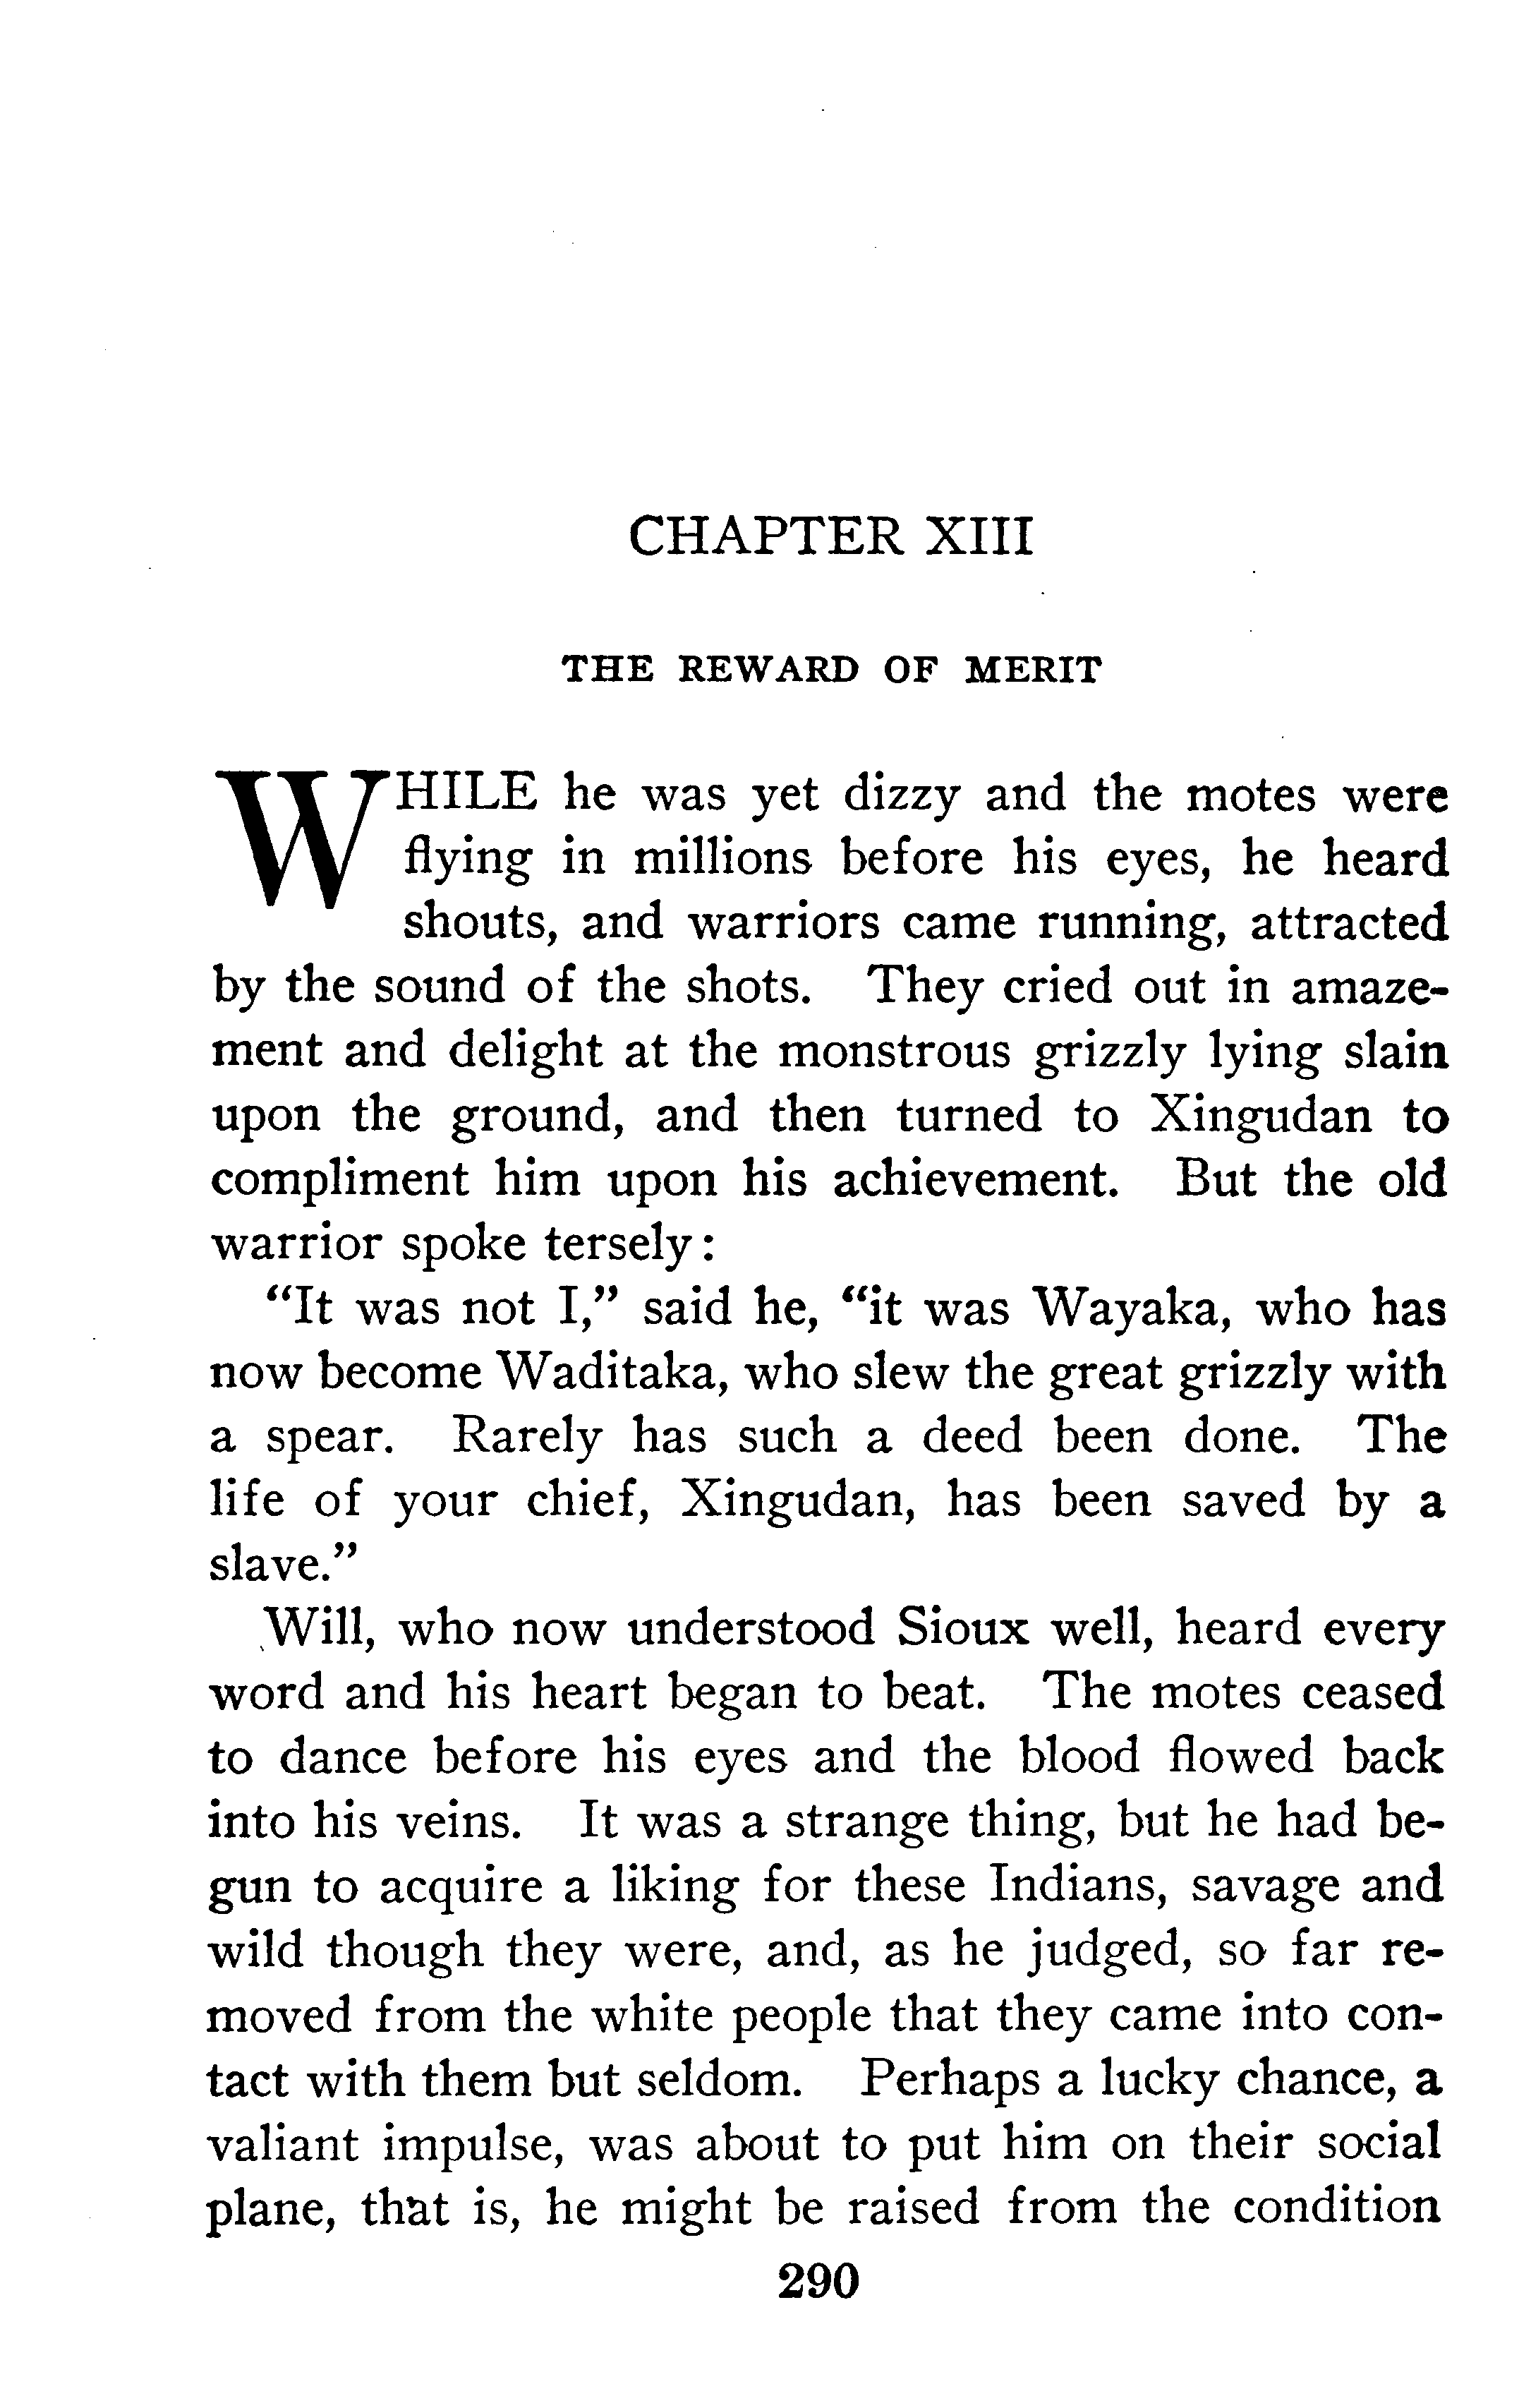 CHAPTER XIII
THE REWARD OF MERIT
WHILE he was yet dizzy and the motes were
flying in millions before his eyes, he heard
shouts, and warriors came running, attracted
by the sound of the shots. They cried out in amaze-
ment and delight at the monstrous grizzly lying slain
upon the ground, and then turned to Xingudan to
compliment him upon his achievement. But the old
warrior spoke tersely:
"It was not I," said he, "it was Wayaka, who has
now become Waditaka, who slew the great grizzly with
a spear. Rarely has such a deed been done. The
life of your chief, Xingudan, has been saved by a
slave."
Will, who now understood Sioux well, heard every
word and his heart began to beat. The motes ceased
to dance before his eyes and the blood flowed back
into his veins. It was a strange thing, but he had be-
gun to acquire a liking for these Indians, savage and
wild though they were, and, as he judged, so far re-
moved from the white people that they came into con-
tact with them but seldom. Perhaps a lucky chance, a
valiant impulse, was about to put him on their social
plane, that is, he might be raised from the condition
290